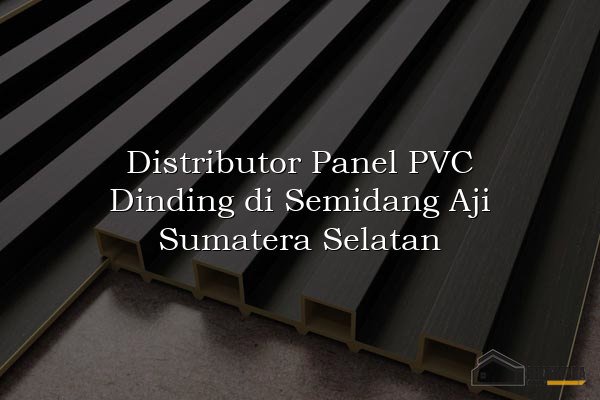 Distributor Panel PVC
Dinding di Semidang Aji
Sumatera Selatan